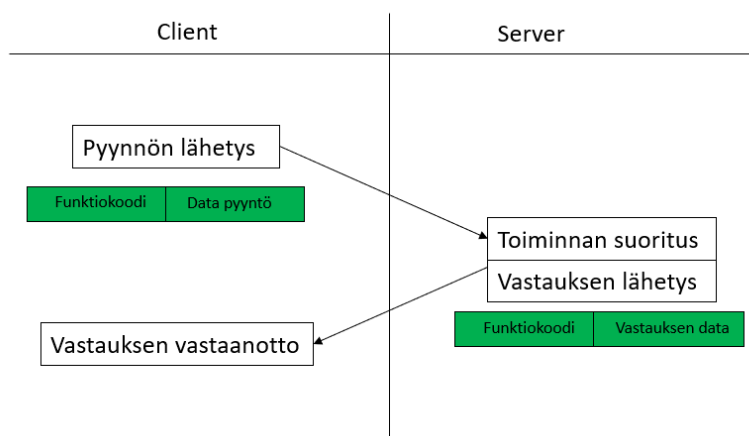 Client
Server
Pyynnön lähetys
Funktiokoodi
Data pyyntö
Toiminnan suoritus
Vastauksen lähetys
Funktiokoodi
Vastauksen data
Vastauksen vastaanotto